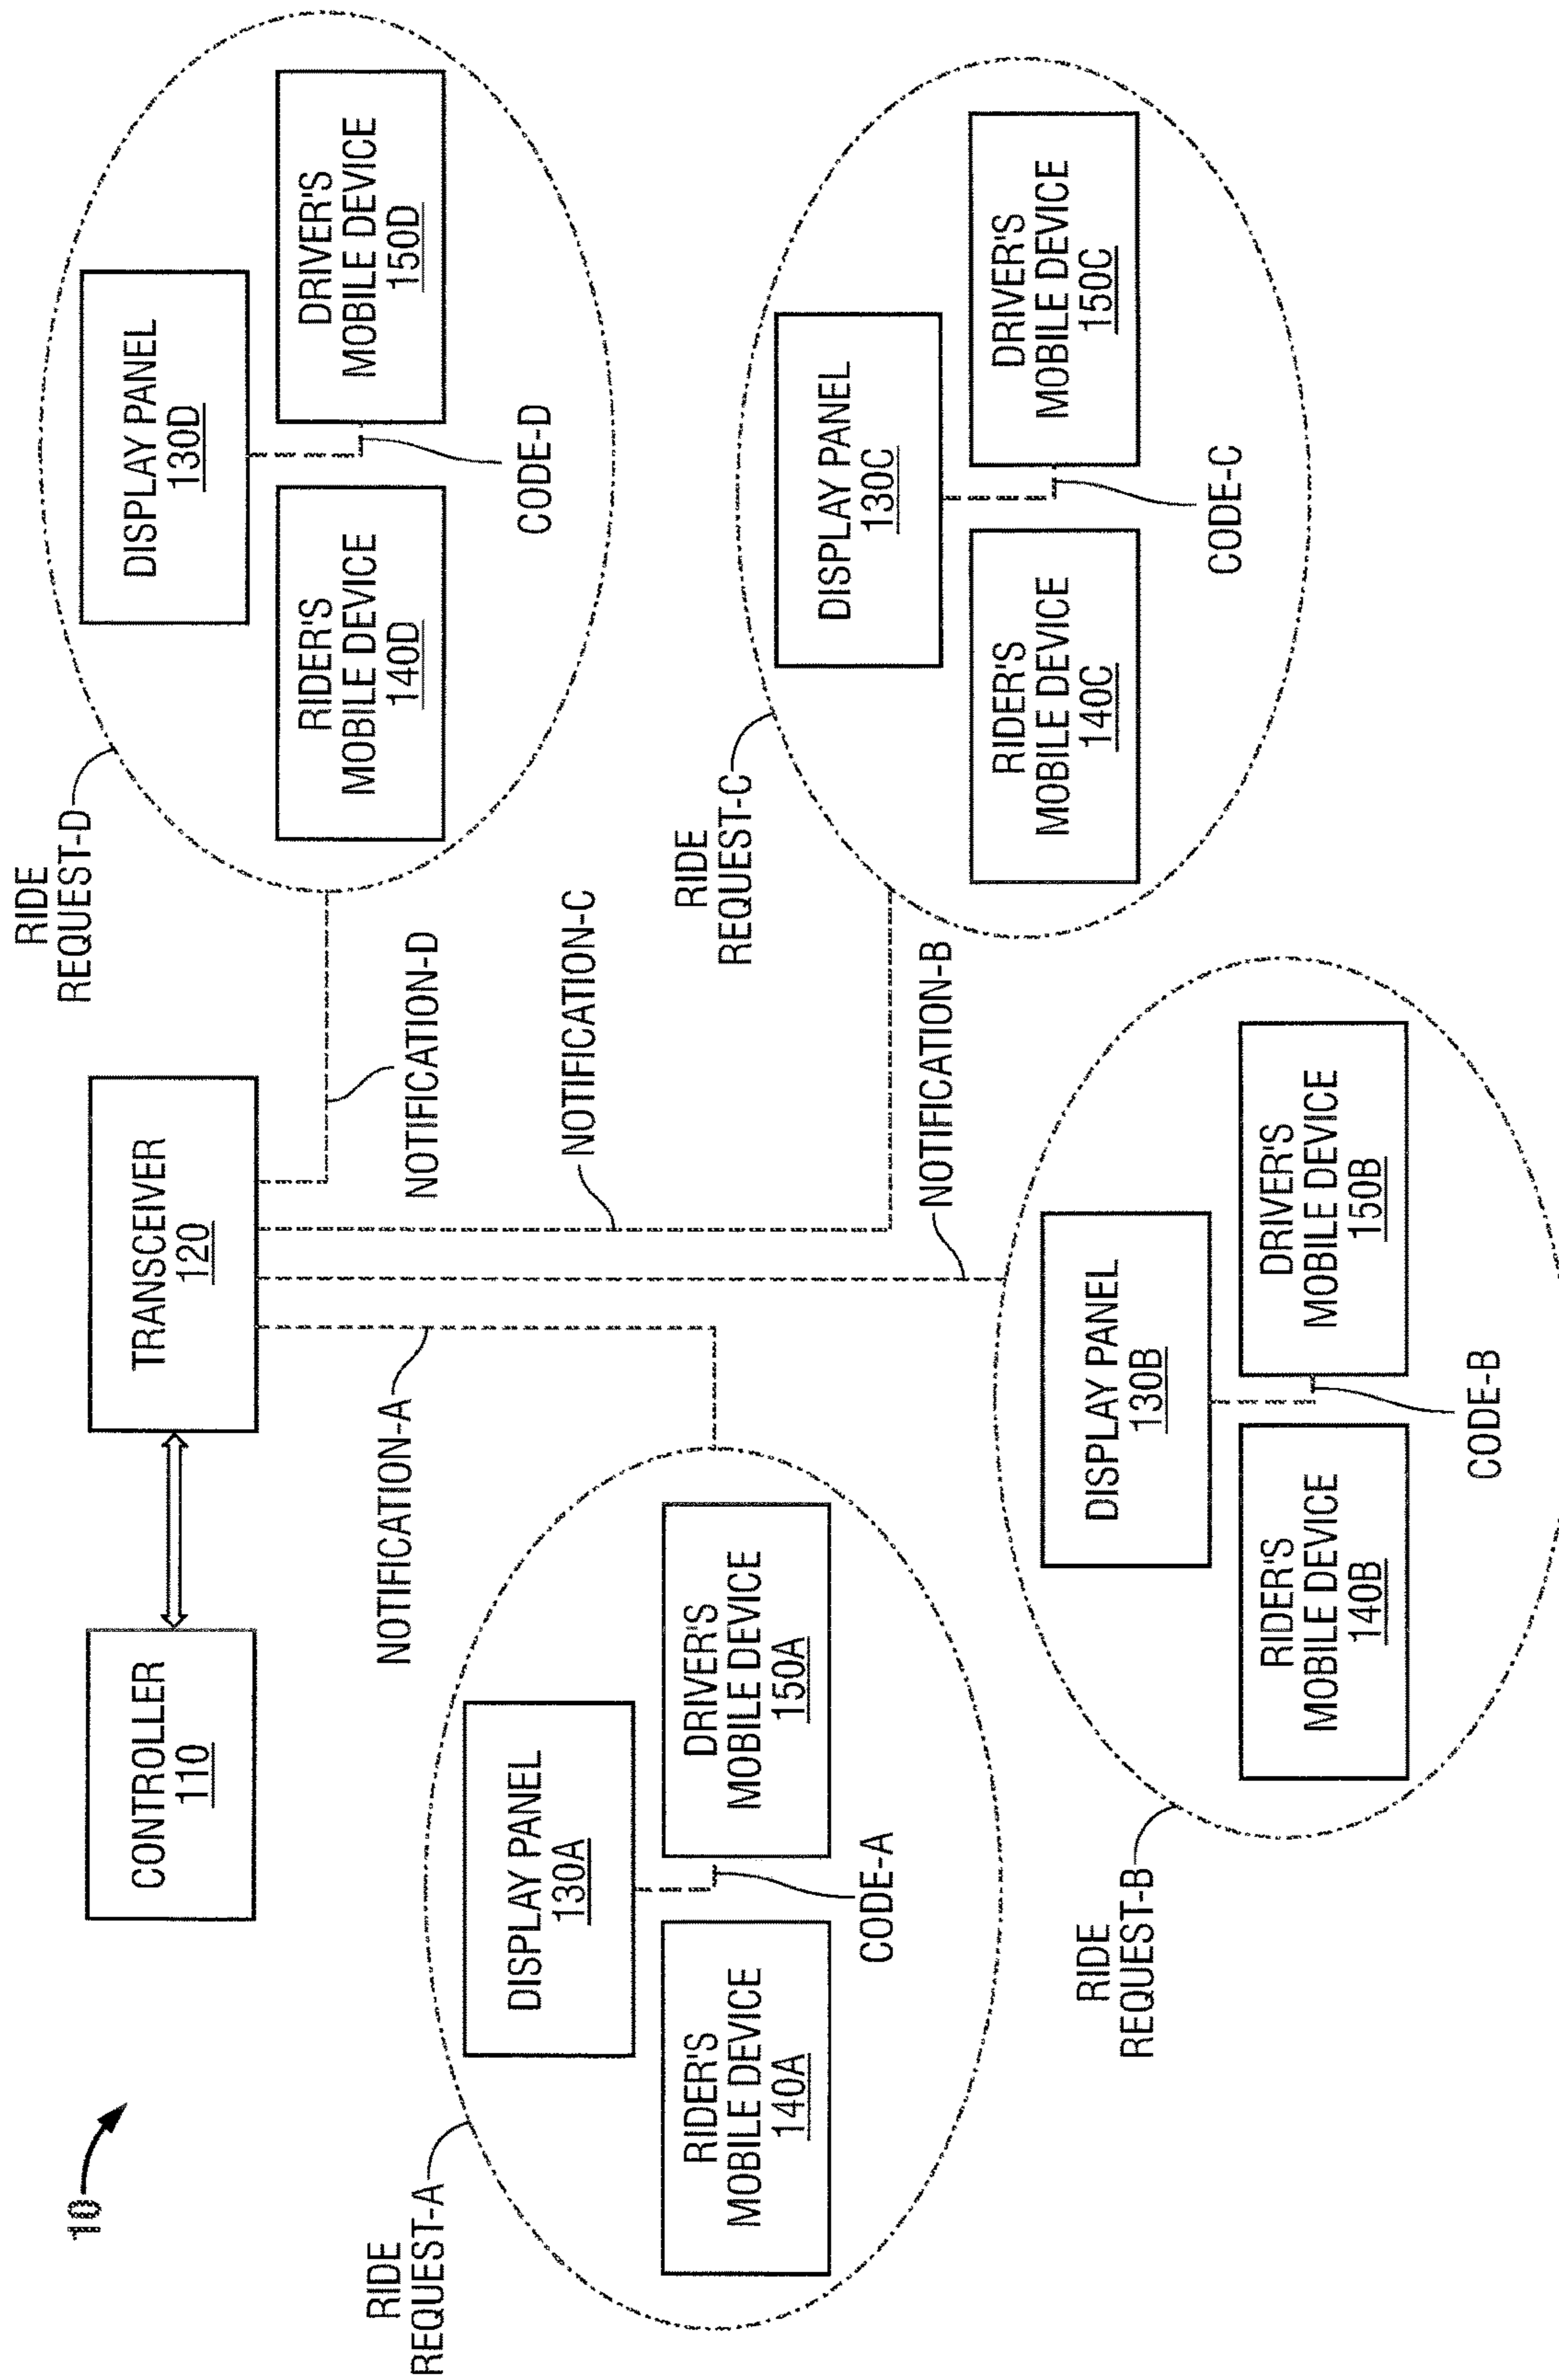 10
CONTROLLER
110
TRANSCEIVER
120
RIDE
REQUEST-D
DISPLAY PANEL
130D
RIDER'S
MOBILE DEVICE
140D
DRIVER'S
MOBILE DEVICE
150D
CODE-D
NOTIFICATION-D
NOTIFICATION-A
NOTIFICATION-C
NOTIFICATION-B
RIDE
REQUEST-A
DISPLAY PANEL
130A
RIDER'S
MOBILE DEVICE
140A
DRIVER'S
MOBILE DEVICE
150A
CODE-A
RIDE
REQUEST-C
DISPLAY PANEL
130C
RIDER'S
MOBILE DEVICE
140C
DRIVER'S
MOBILE DEVICE
150C
CODE-C
RIDE
REQUEST-B
DISPLAY PANEL
130B
RIDER'S
MOBILE DEVICE
140B
DRIVER'S
MOBILE DEVICE
150B
CODE-B